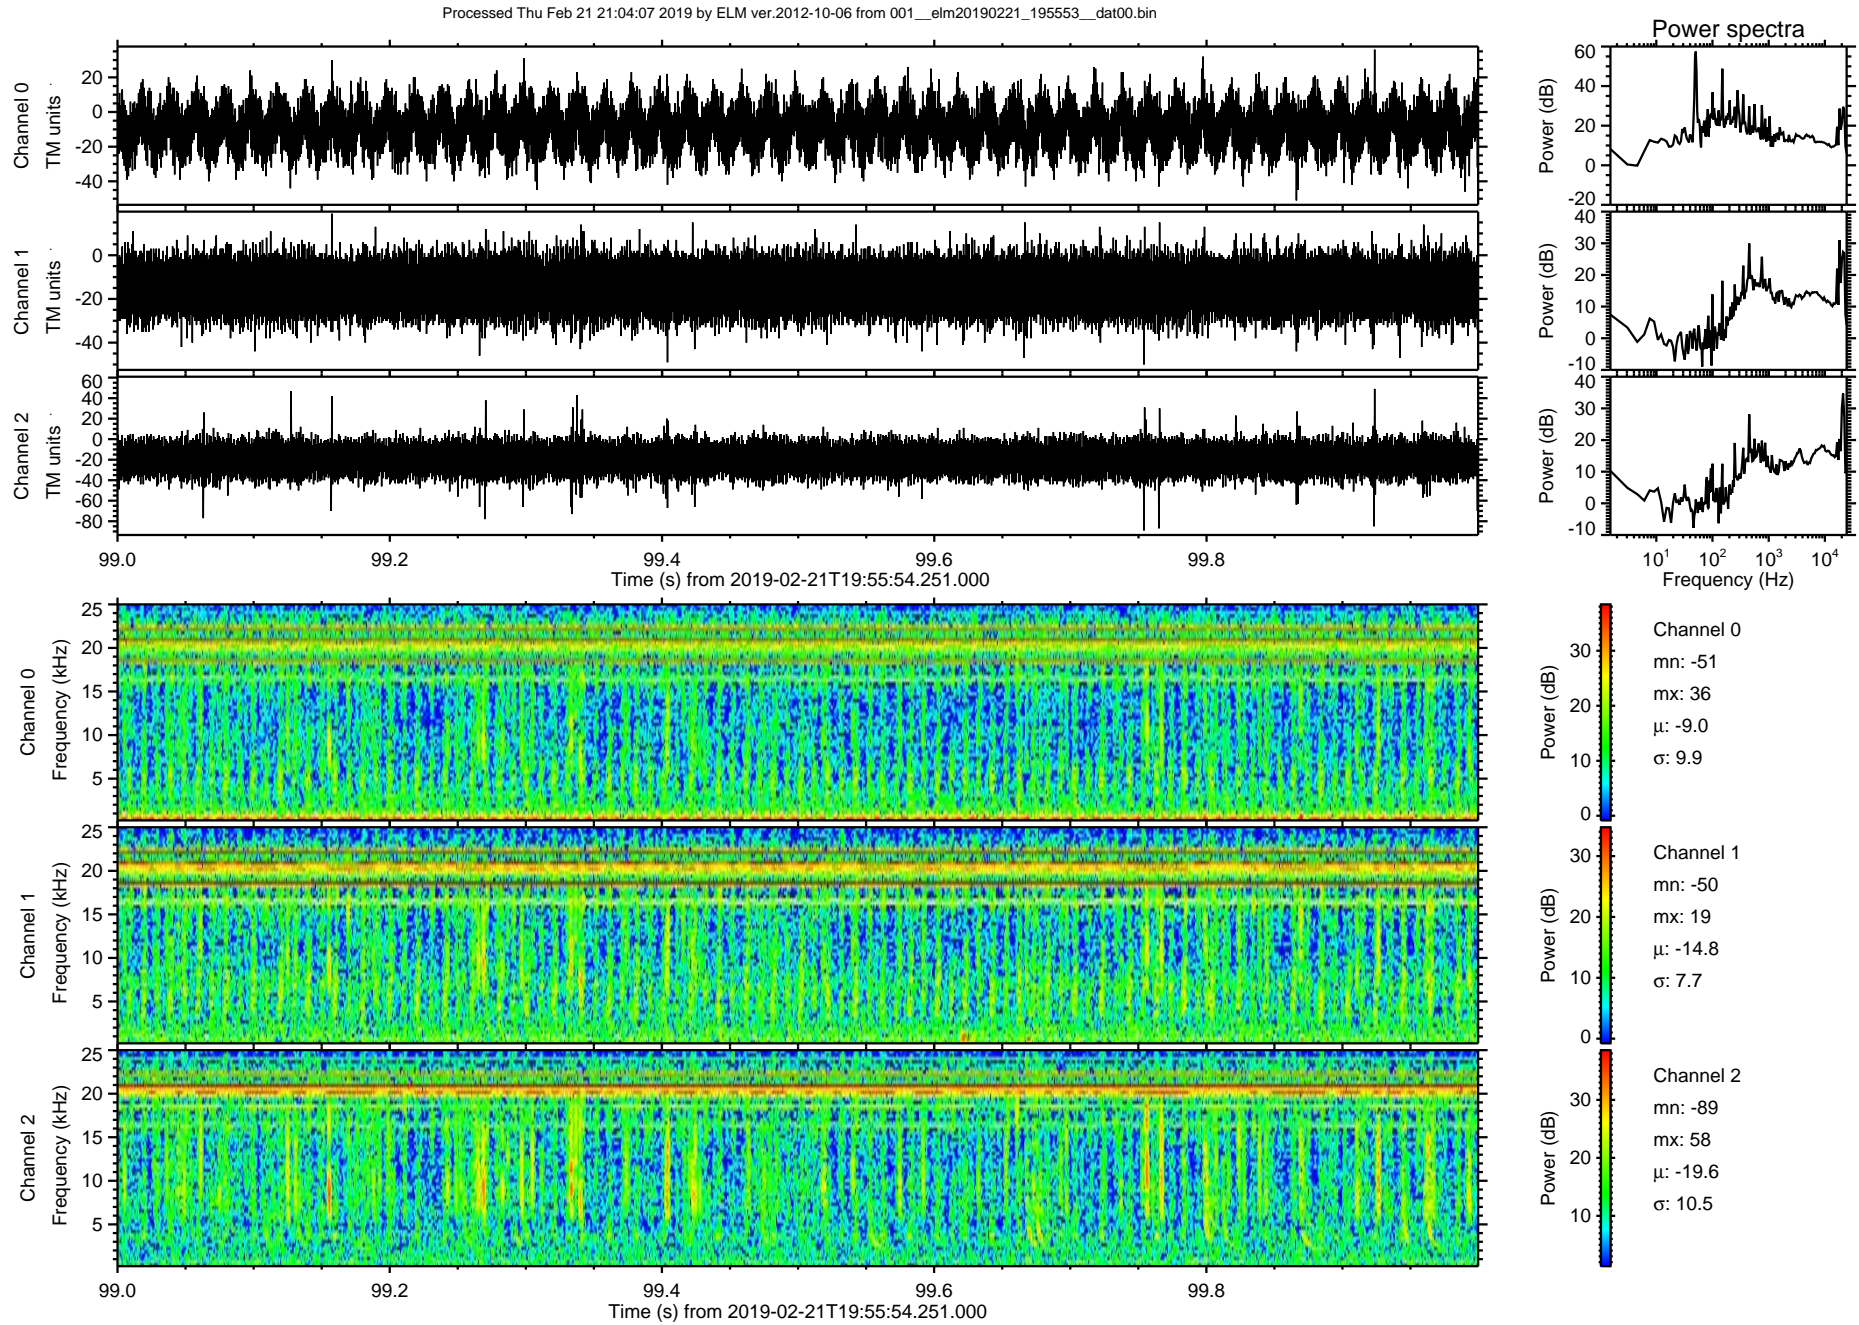 Processed Thu Feb 21 21:04:07 2019 by ELM ver.2012-10-06 from 001__elm20190221_195553__dat00.bin
Power spectra
Channel 0
TM units
20
0
-20
-40
Power (dB)
60
40
20
0
-20
Channel 1
TM units
0
-20
-40
Power (dB)
40
30
20
10
0
-10
Channel 2
TM units
60
40
20
0
-20
-40
-60
-80
Power (dB)
40
30
20
10
0
-10
99.0 99.2 99.4 99.6 99.8
Time (s) from 2019-02-21T19:55:54.251.000
10^1 10^2 10^3 10^4
Frequency (Hz)
Channel 0
Frequency (kHz)
25
20
15
10
5
Power (dB)
30
20
10
0
Channel 0
mn: -51
mx: 36
μ: -9.0
σ: 9.9
Channel 1
Frequency (kHz)
25
20
15
10
5
Power (dB)
30
20
10
0
Channel 1
mn: -50
mx: 19
μ: -14.8
σ: 7.7
Channel 2
Frequency (kHz)
25
20
15
10
5
Power (dB)
30
20
10
Channel 2
mn: -89
mx: 58
μ: -19.6
σ: 10.5
99.0 99.2 99.4 99.6 99.8
Time (s) from 2019-02-21T19:55:54.251.000